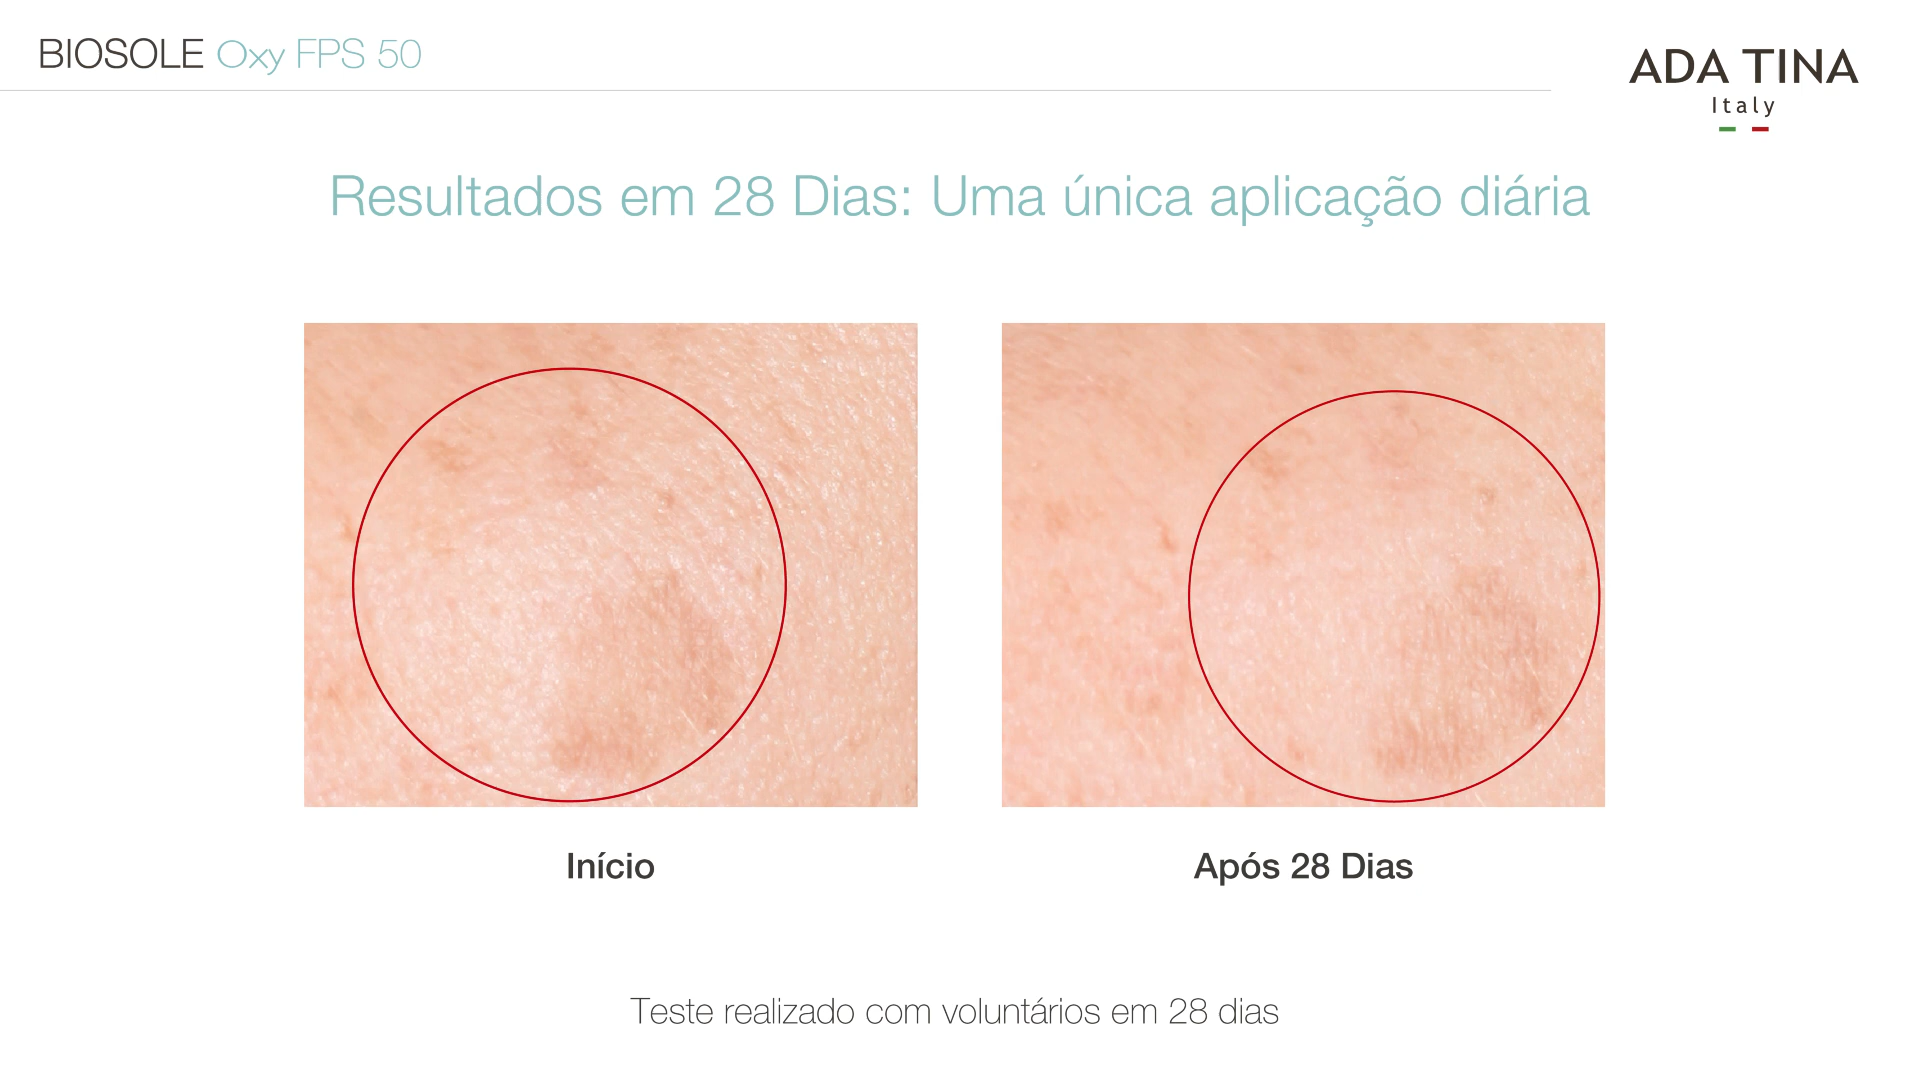 BIOSOLE Oxy FPS 50
ADA TINA
Italy
Resultados em 28 Dias: Uma única aplicação diária
Início
Após 28 Dias
Teste realizado com voluntários em 28 dias